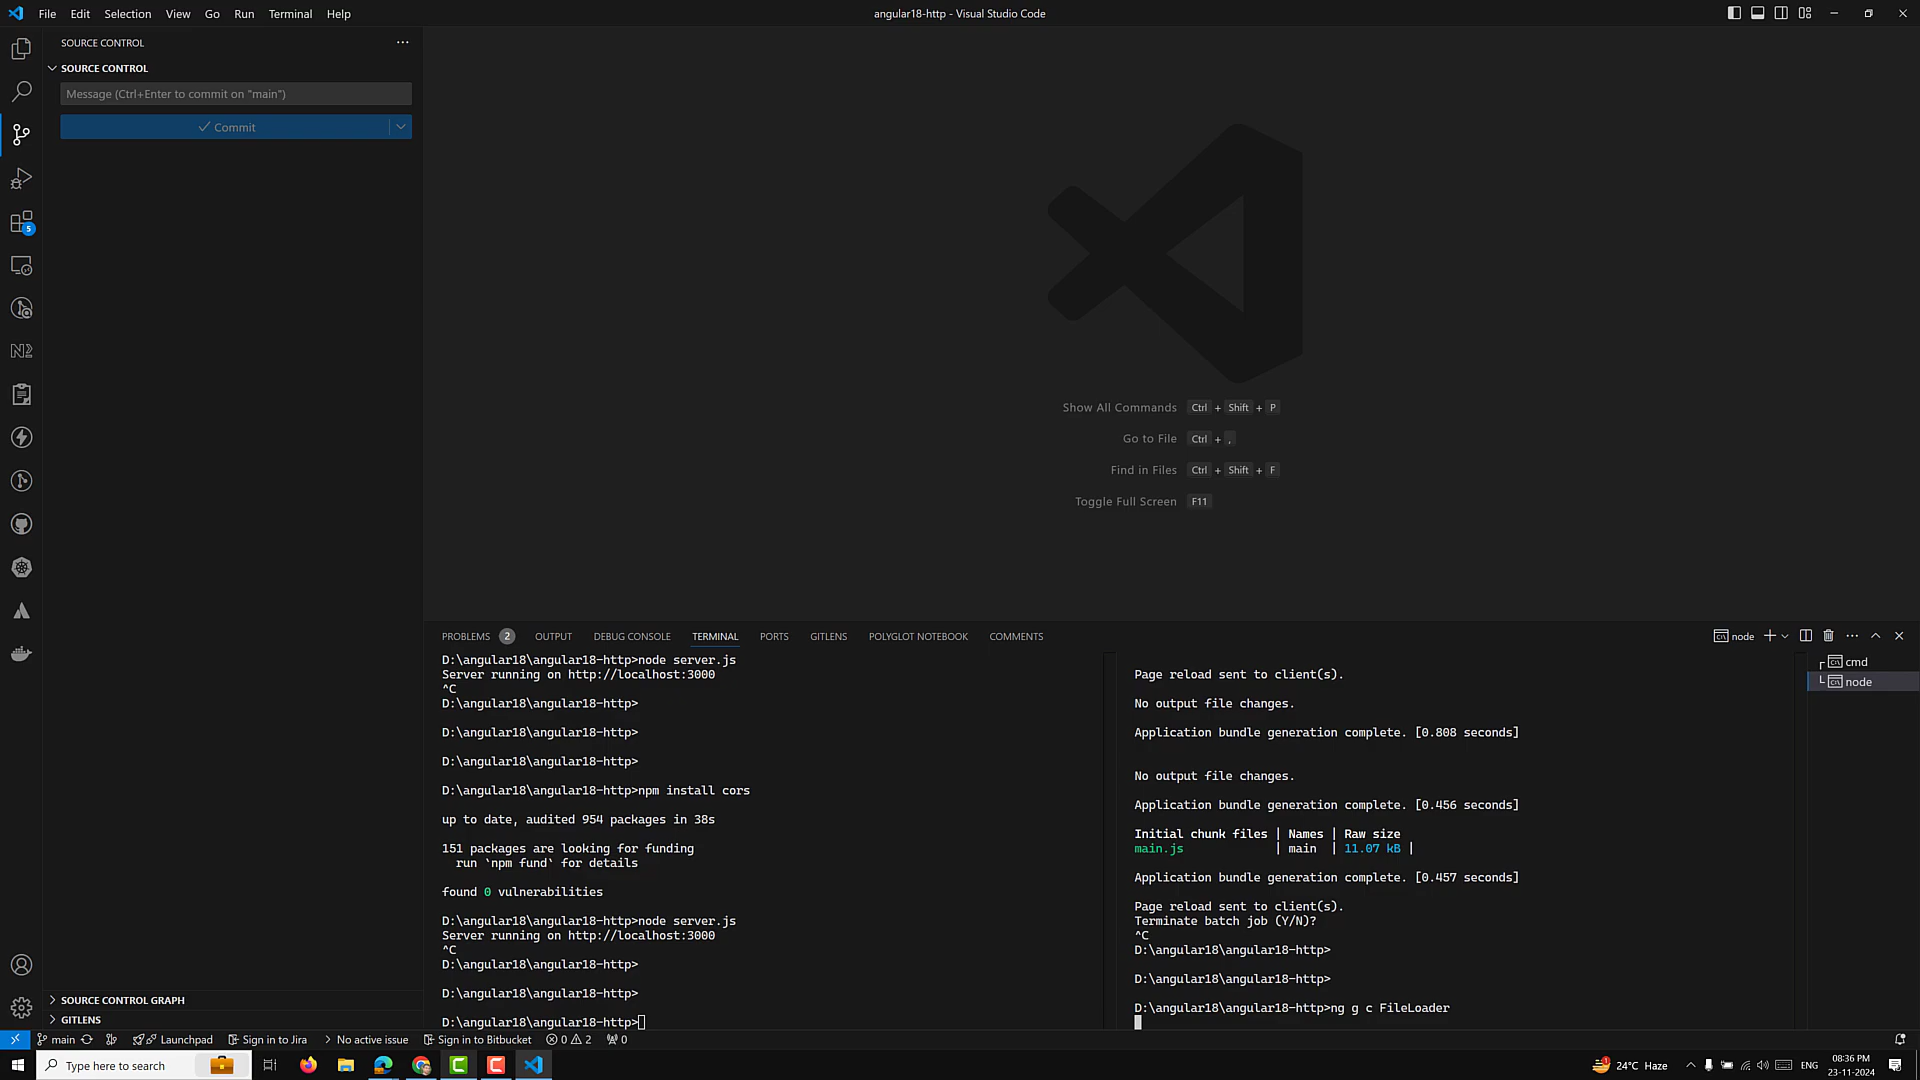 File Edit Selection View Go Run Terminal Help
angular18-http - Visual Studio Code
SOURCE CONTROL
SOURCE CONTROL
Message (Ctrl+Enter to commit on "main")
Commit
5
Show All Commands Ctrl + Shift + P
Go to File Ctrl + ,
Find in Files Ctrl + Shift + F
Toggle Full Screen F11
PROBLEMS 2 OUTPUT DEBUG CONSOLE TERMINAL PORTS GITLENS POLYGLOT NOTEBOOK COMMENTS
node
D:\angular18\angular18-http>node server.js
Server running on http://localhost:3000
^C
D:\angular18\angular18-http>
D:\angular18\angular18-http>
D:\angular18\angular18-http>
D:\angular18\angular18-http>npm install cors
up to date, audited 954 packages in 38s
151 packages are looking for funding
run `npm fund` for details
found 0 vulnerabilities
D:\angular18\angular18-http>node server.js
Server running on http://localhost:3000
^C
D:\angular18\angular18-http>
D:\angular18\angular18-http>
D:\angular18\angular18-http>
Page reload sent to client(s).
No output file changes.
Application bundle generation complete. [0.808 seconds]
No output file changes.
Application bundle generation complete. [0.456 seconds]
Initial chunk files | Names | Raw size
main.js | main | 11.07 kB |
Application bundle generation complete. [0.457 seconds]
Page reload sent to client(s).
Terminate batch job (Y/N)?
^C
D:\angular18\angular18-http>
D:\angular18\angular18-http>
D:\angular18\angular18-http>ng g c FileLoader
cmd
node
SOURCE CONTROL GRAPH
GITLENS
main Launchpad Sign in to Jira No active issue Sign in to Bitbucket 0 2 0
Type here to search
1 24°C Haze ENG
08:36 PM
23-11-2024